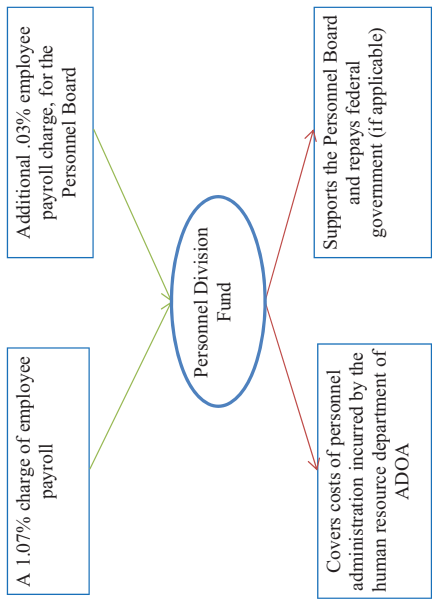 A 1.07% charge of employee
payroll
Additional .03% employee
payroll charge, for the
Personnel Board
Personnel Division
Fund
Covers costs of personnel
administration incurred by the
human resource department of
ADOA
Supports the Personnel Board
and repays federal
government (if applicable)